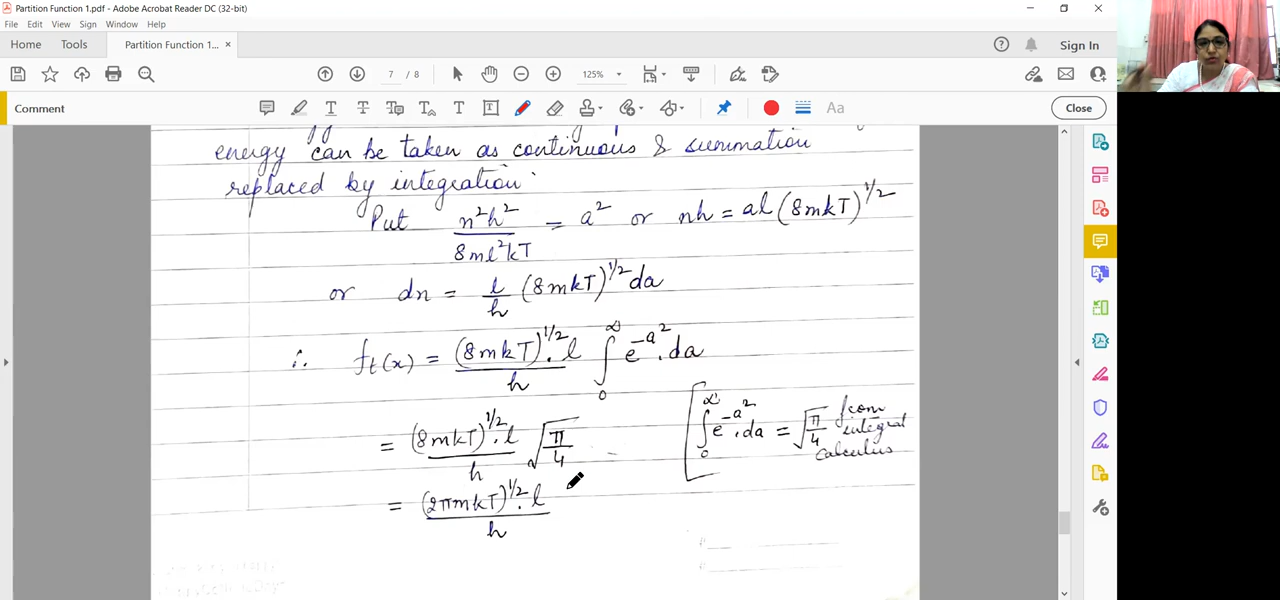 Partition Function 1.pdf - Adobe Acrobat Reader DC (32-bit)
File Edit View Sign Window Help
Home Tools Partition Function 1... × Sign In
7 / 8 125%
Comment Aa Close
energy can be taken as continuous & summation
replaced by integration.
Put n²h²/8ml²kT = a² or nh = al(8mkT)^1/2
or dn = l/h (8mkT)^1/2 da
∴ ft(x) = (8mkT)^1/2 . l / h ∫₀^∞ e^-a² . da
= (8mkT)^1/2 . l / h √π/4 [∫₀^∞ e^-a² . da = √π/4 from integral calculus
= (2πmkT)^1/2 . l / h